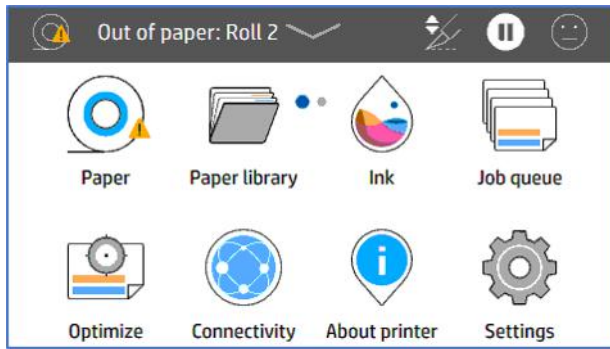 Out of paper: Roll 2
Paper Paper library Ink Job queue
Optimize Connectivity About printer Settings